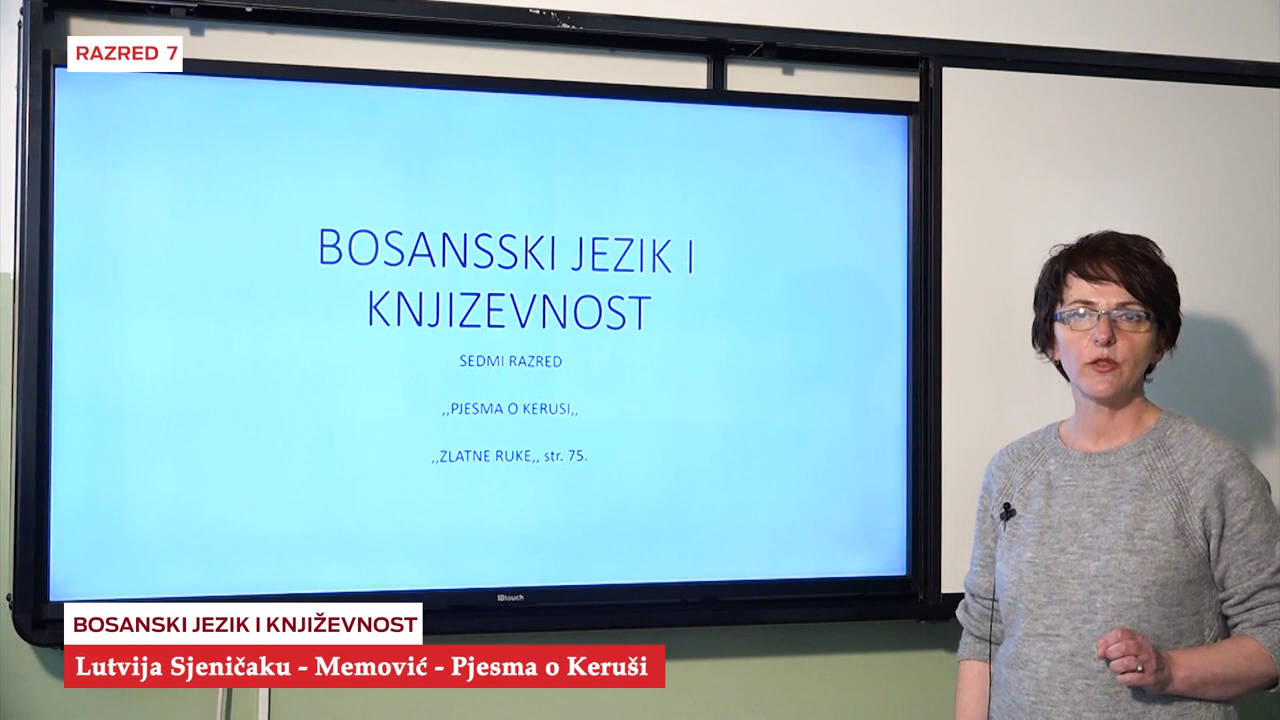 RAZRED 7
BOSANSSKI JEZIK I
KNJIZEVNOST
SEDMI RAZRED
,,PJESMA O KERUSI,,
,,ZLATNE RUKE,, str. 75.
BOSANSKI JEZIK I KNJIŽEVNOST
Lutvija Sjeničaku - Memović - Pjesma o Keruši